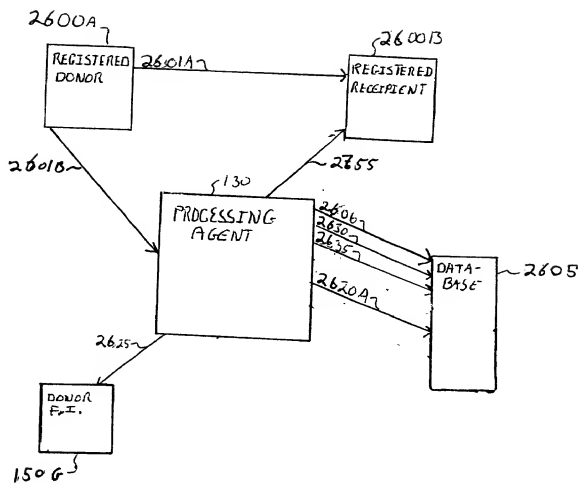 2600A
2600B
REGISTERED
DONOR
2601A
REGISTERED
RECIPIENT
2601B
2655
130
PROCESSING
AGENT
2606
2630
2635
2620A
DATA-
BASE
2605
2625
DONOR
F.I.
150G